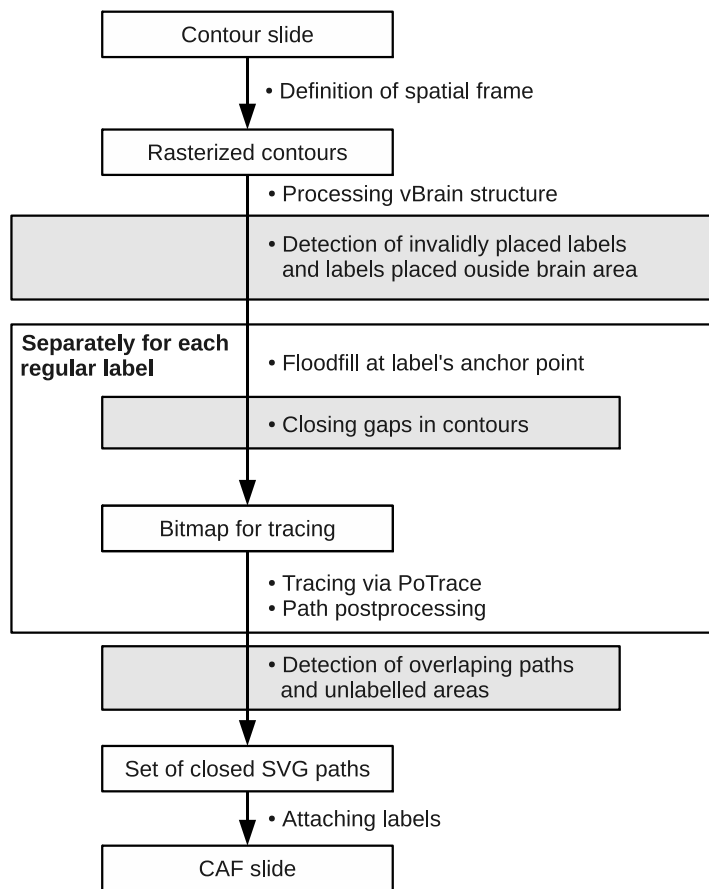 Contour slide
• Definition of spatial frame
Rasterized contours
• Processing vBrain structure
• Detection of invalidly placed labels
and labels placed ouside brain area
Separately for each
regular label
• Floodfill at label's anchor point
• Closing gaps in contours
Bitmap for tracing
• Tracing via PoTrace
• Path postprocessing
• Detection of overlaping paths
and unlabelled areas
Set of closed SVG paths
• Attaching labels
CAF slide